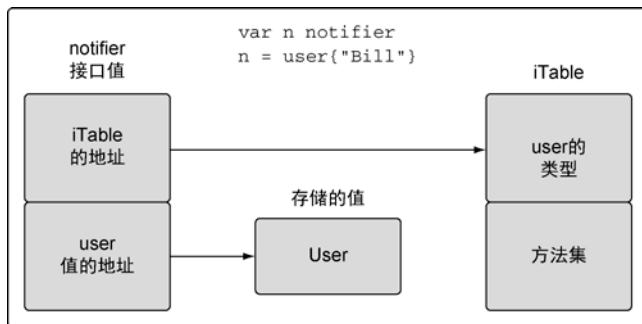 var n notifier
n = user{"Bill"}
notifier
接口值
iTable
iTable
的地址
user的
类型
存储的值
user
值的地址
User
方法集